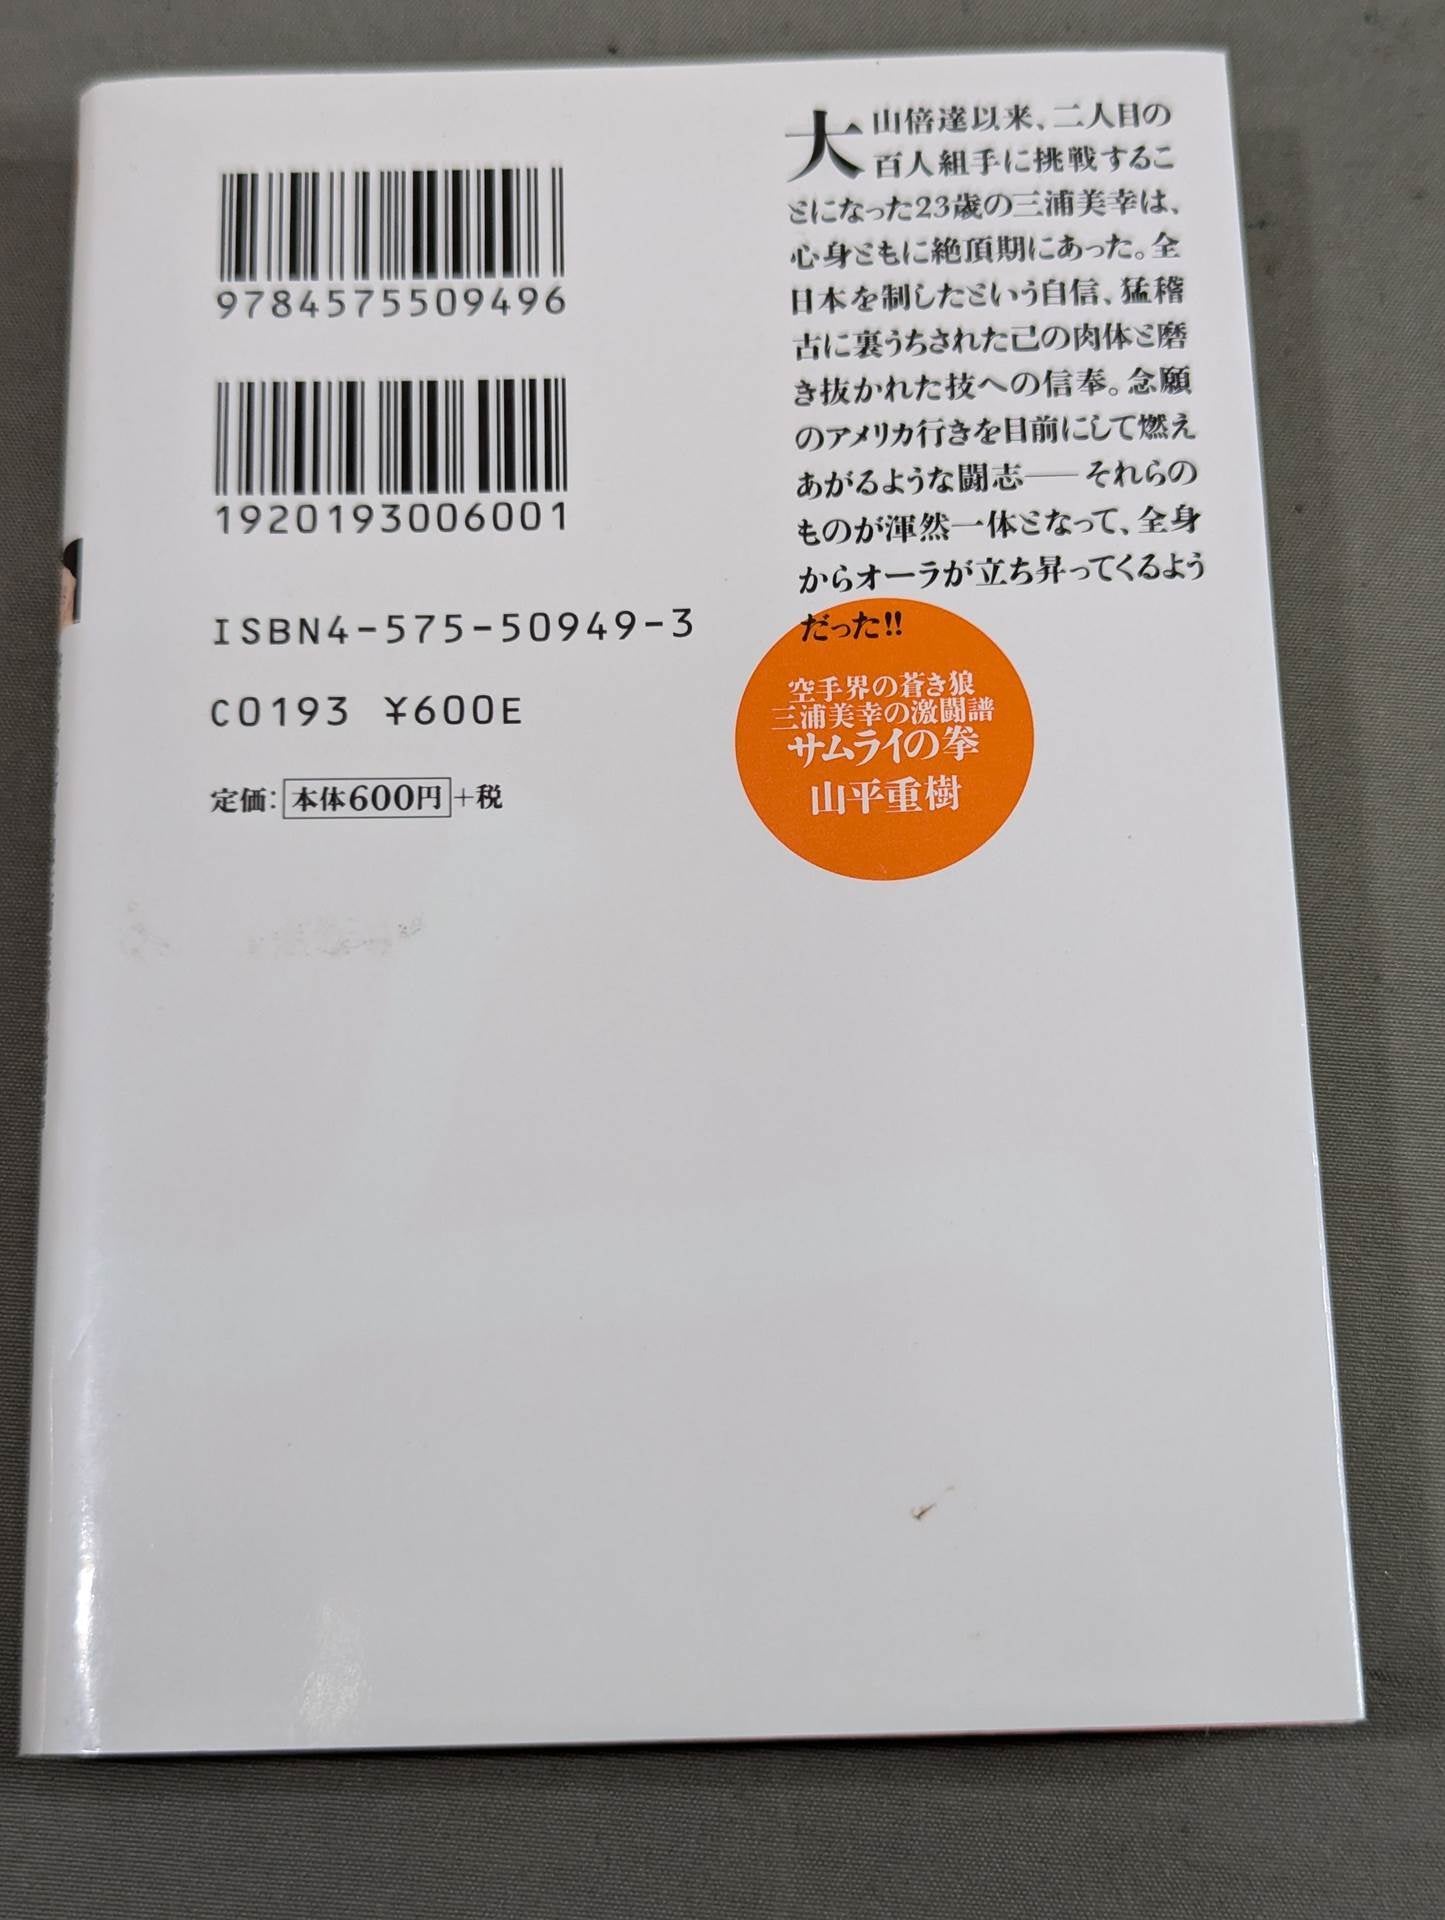 9784575509496
1920193006001
ISBN4-575-50949-3
C0193 ¥600E
定価：本体600円+税
大山倍達以来、二人目の
百人組手に挑戦するこ
とになった23歳の三浦美幸は、
心身ともに絶頂期にあった。全
日本を制したという自信、猛稽
古に裏うちされた己の肉体と磨
き抜かれた技への信奉。念願
のアメリカ行きを目前にして燃え
あがるような闘志──それらの
ものが渾然一体となって、全身
からオーラが立ち昇ってくるよう
だった!!
空手界の蒼き狼
三浦美幸の激闘譜
サムライの拳
山平重樹